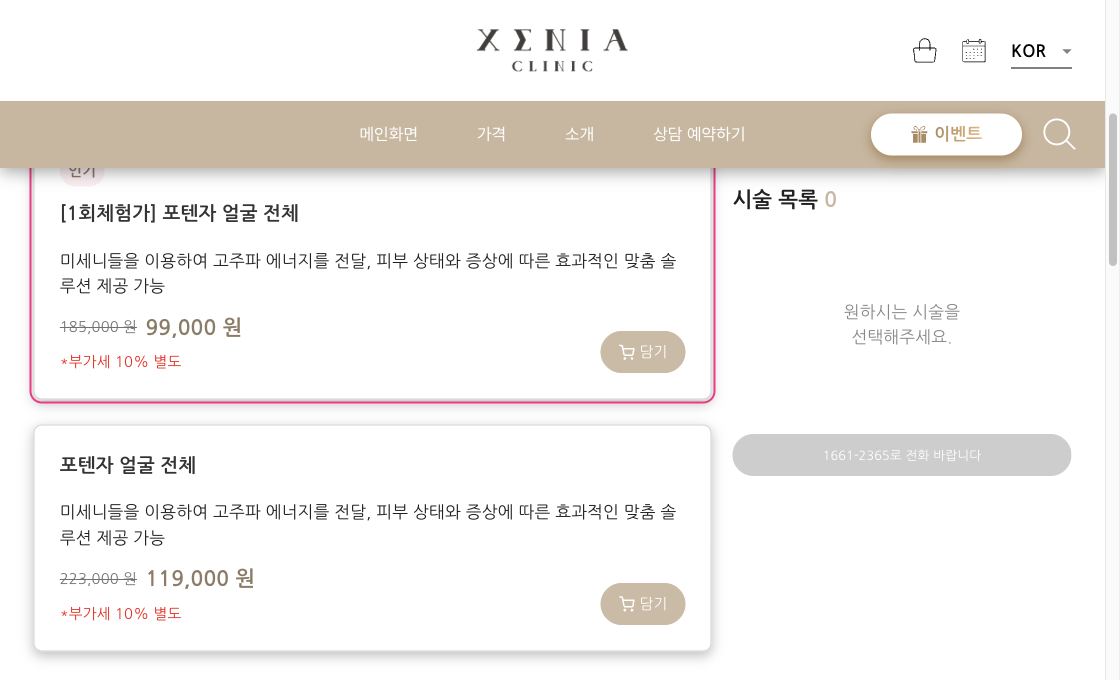 XΣNIA
CLINIC
KOR
메인화면
가격
소개
상담 예약하기
이벤트
인기
[1회체험가] 포텐자 얼굴 전체
미세니들을 이용하여 고주파 에너지를 전달, 피부 상태와 증상에 따른 효과적인 맞춤 솔
루션 제공 가능
185,000 원 99,000 원
*부가세 10% 별도
담기
포텐자 얼굴 전체
미세니들을 이용하여 고주파 에너지를 전달, 피부 상태와 증상에 따른 효과적인 맞춤 솔
루션 제공 가능
223,000 원 119,000 원
*부가세 10% 별도
담기
시술 목록 0
원하시는 시술을
선택해주세요.
1661-2365로 전화 바랍니다